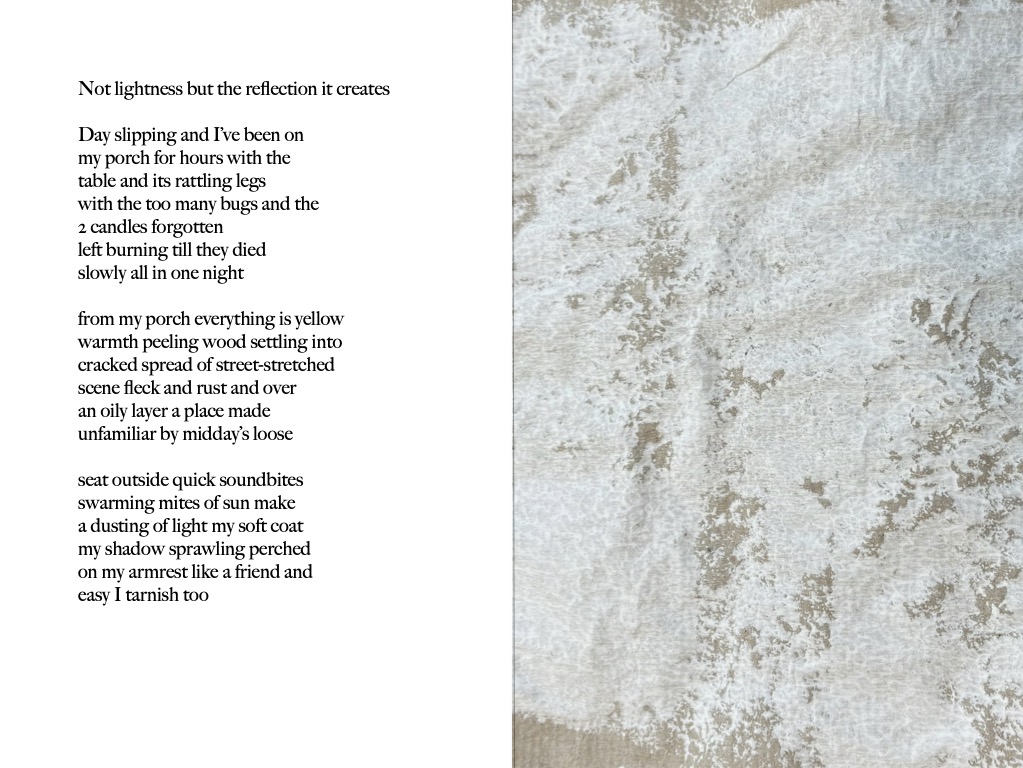 Not lightness but the reflection it creates
Day slipping and I've been on
my porch for hours with the
table and its rattling legs
with the too many bugs and the
2 candles forgotten
left burning till they died
slowly all in one night
from my porch everything is yellow
warmth peeling wood settling into
cracked spread of street-stretched
scene fleck and rust and over
an oily layer a place made
unfamiliar by midday's loose
seat outside quick soundbites
swarming mites of sun make
a dusting of light my soft coat
my shadow sprawling perched
on my armrest like a friend and
easy I tarnish too